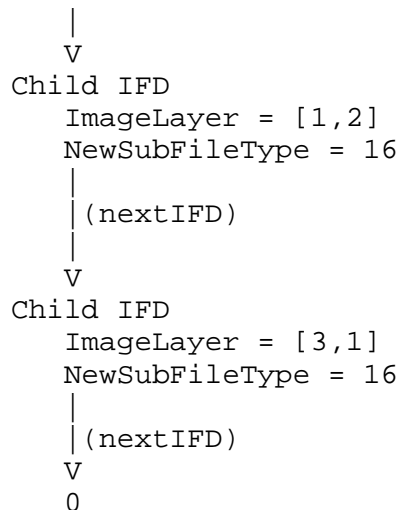 |
V
Child IFD
ImageLayer = [1,2]
NewSubFileType = 16
|
|(nextIFD)
|
V
Child IFD
ImageLayer = [3,1]
NewSubFileType = 16
|
|(nextIFD)
V
0